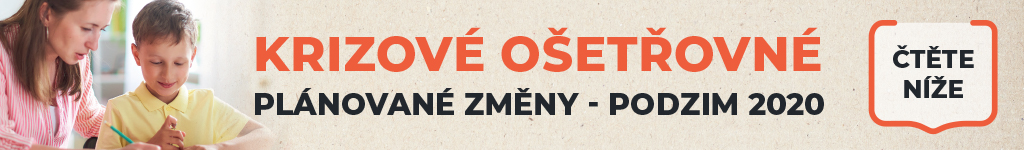 KRIZOVÉ OŠETŘOVNÉ
PLÁNOVANÉ ZMĚNY - PODZIM 2020
ČTĚTE
NÍŽE